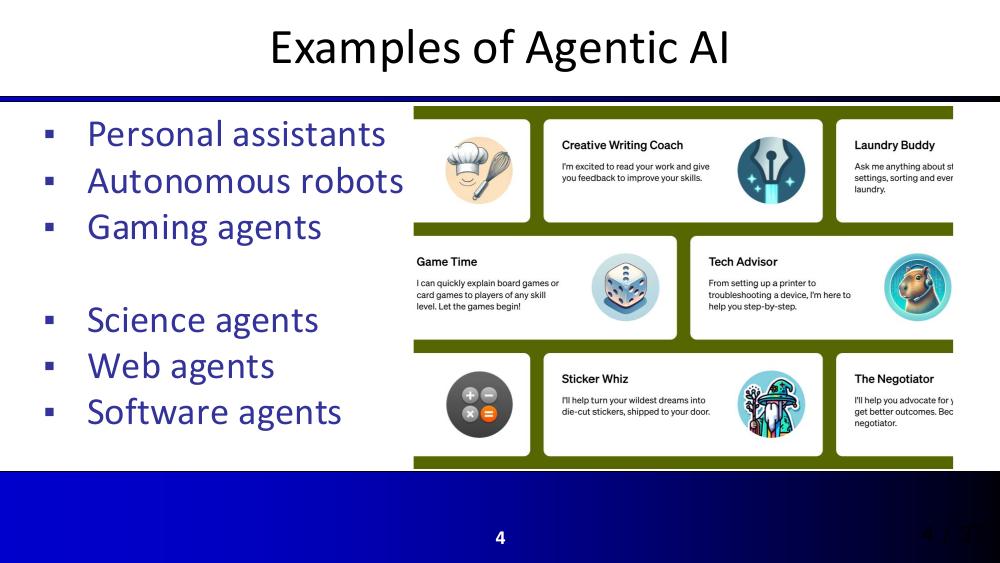 Examples of Agentic AI
▪ Personal assistants
▪ Autonomous robots
▪ Gaming agents
▪ Science agents
▪ Web agents
▪ Software agents
Creative Writing Coach
I'm excited to read your work and give
you feedback to improve your skills.
Laundry Buddy
Ask me anything about
settings, sorting and
laundry.
Game Time
I can quickly explain board games or
card games to players of any skill
level. Let the games begin!
Tech Advisor
From setting up a printer to
troubleshooting a device, I'm here to
help you step-by-step.
Sticker Whiz
I'll help turn your wildest dreams into
die-cut stickers, shipped to your door.
The Negotiator
I'll help you advocate for
get better outcomes.
negotiator.
4
4 /